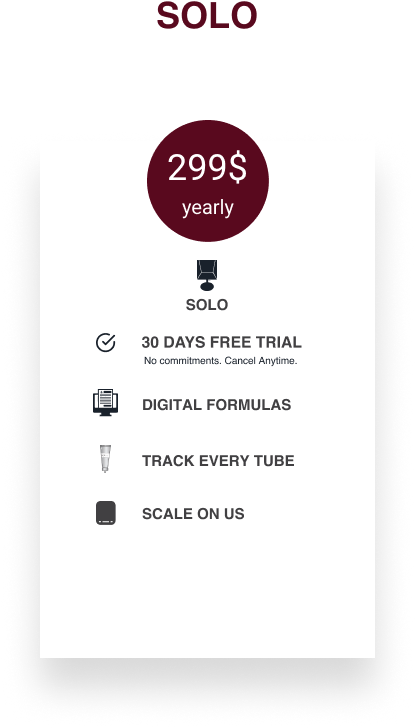 SOLO
299$
yearly
SOLO
30 DAYS FREE TRIAL
No commitments. Cancel Anytime.
DIGITAL FORMULAS
TRACK EVERY TUBE
SCALE ON US